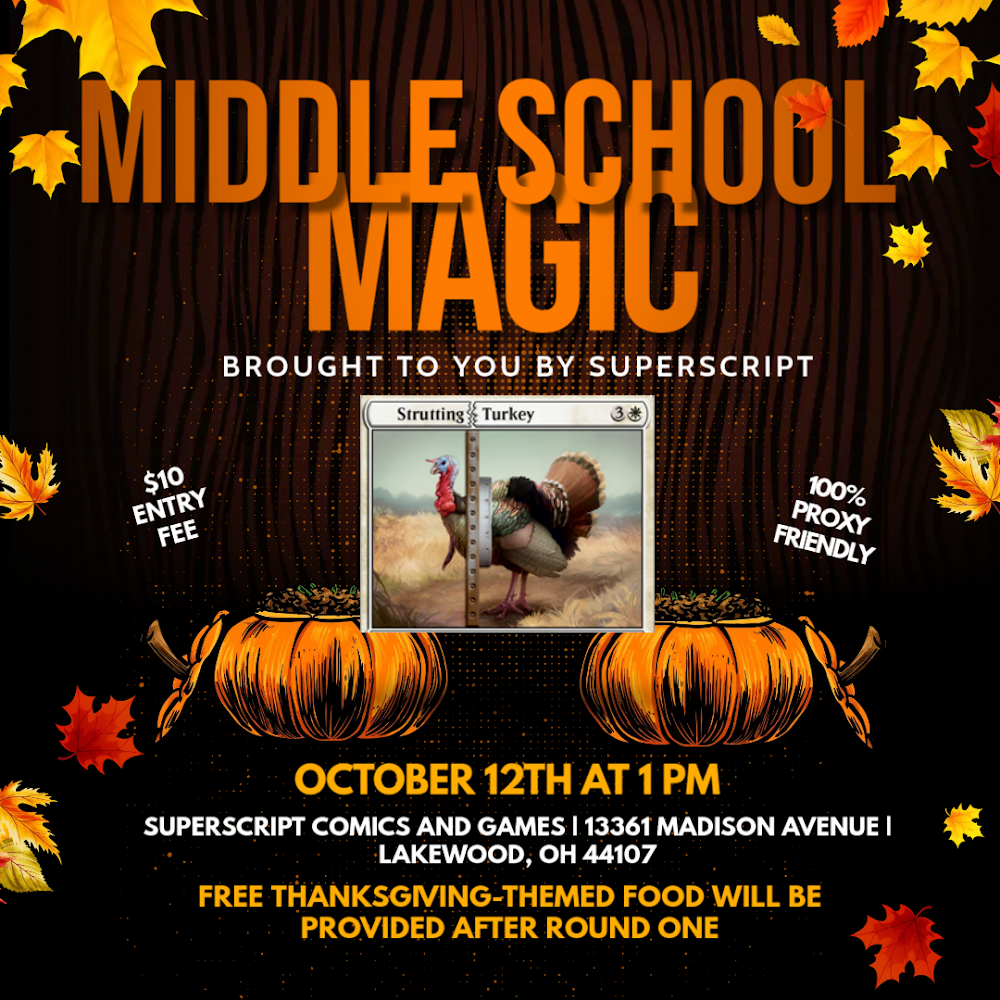 MIDDLE SCHOOL
MAGIC
BROUGHT TO YOU BY SUPERSCRIPT
Strutting Turkey 3
$10
ENTRY
FEE
100%
PROXY
FRIENDLY
OCTOBER 12TH AT 1 PM
SUPERSCRIPT COMICS AND GAMES | 13361 MADISON AVENUE |
LAKEWOOD, OH 44107
FREE THANKSGIVING-THEMED FOOD WILL BE
PROVIDED AFTER ROUND ONE